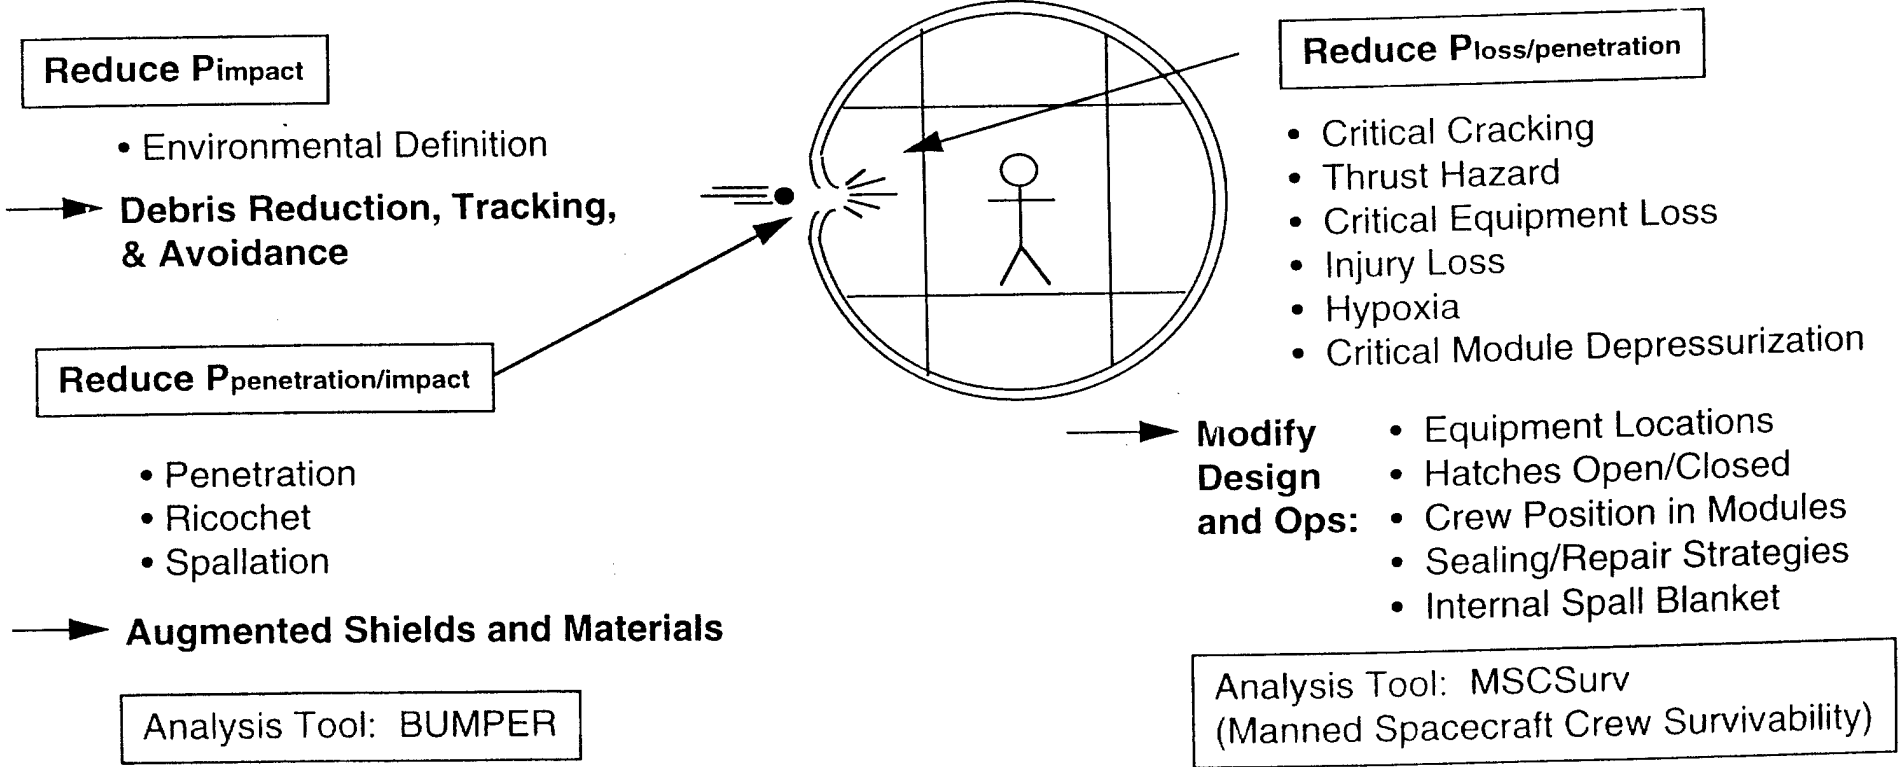 Reduce Pimpact
• Environmental Definition
Debris Reduction, Tracking,
& Avoidance
Reduce Ppenetration/impact
• Penetration
• Ricochet
• Spallation
Augmented Shields and Materials
Analysis Tool: BUMPER
Reduce Ploss/penetration
• Critical Cracking
• Thrust Hazard
• Critical Equipment Loss
• Injury Loss
• Hypoxia
• Critical Module Depressurization
Modify
Design
and Ops:
• Equipment Locations
• Hatches Open/Closed
• Crew Position in Modules
• Sealing/Repair Strategies
• Internal Spall Blanket
Analysis Tool: MSCSurv
(Manned Spacecraft Crew Survivability)